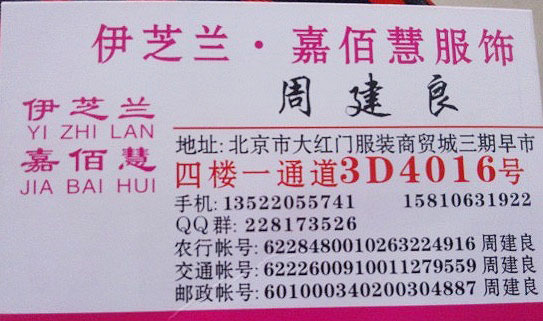 伊芝兰·嘉佰慧服饰
周建良
伊芝兰
YI ZHI LAN
嘉佰慧
JIA BAI HUI
地址: 北京市大红门服装商贸城三期早市
四楼一通道3D4016号
手机: 13522055741 15810631922
QQ群: 228173526
农行帐号: 6228480010263224916 周建良
交通帐号: 6222600910011279559 周建良
邮政帐号: 601000340200304887 周建良